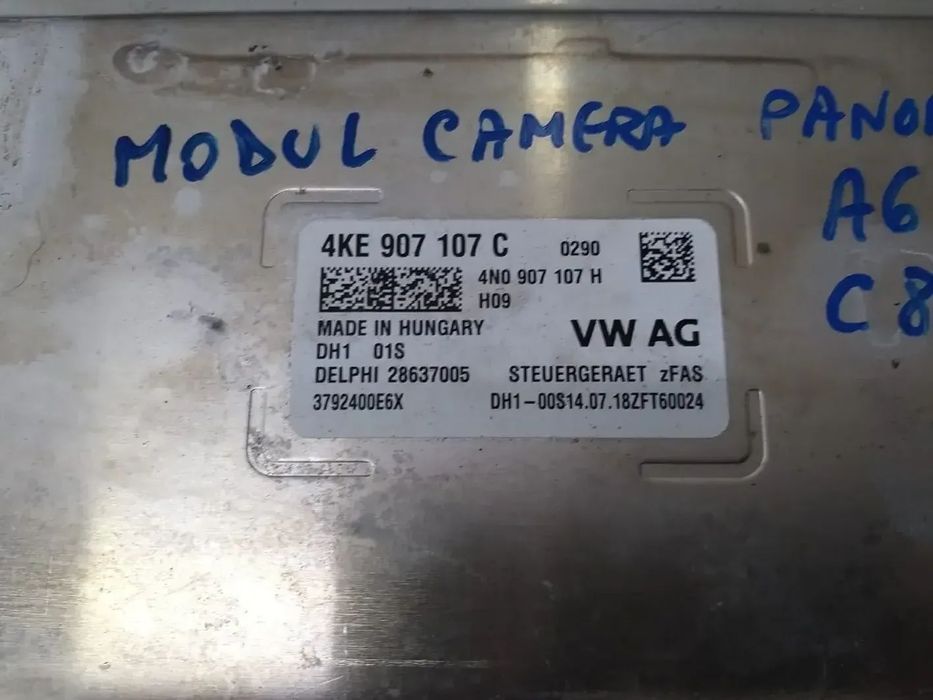 MODUL CAMERA
A6
C8
4KE 907 107 C 0290
4N0 907 107 H
H09
MADE IN HUNGARY
VW AG
DH1 01S
DELPHI 28637005 STEUERGERAET zFAS
3792400E6X DH1-00S14.07.18ZFT60024